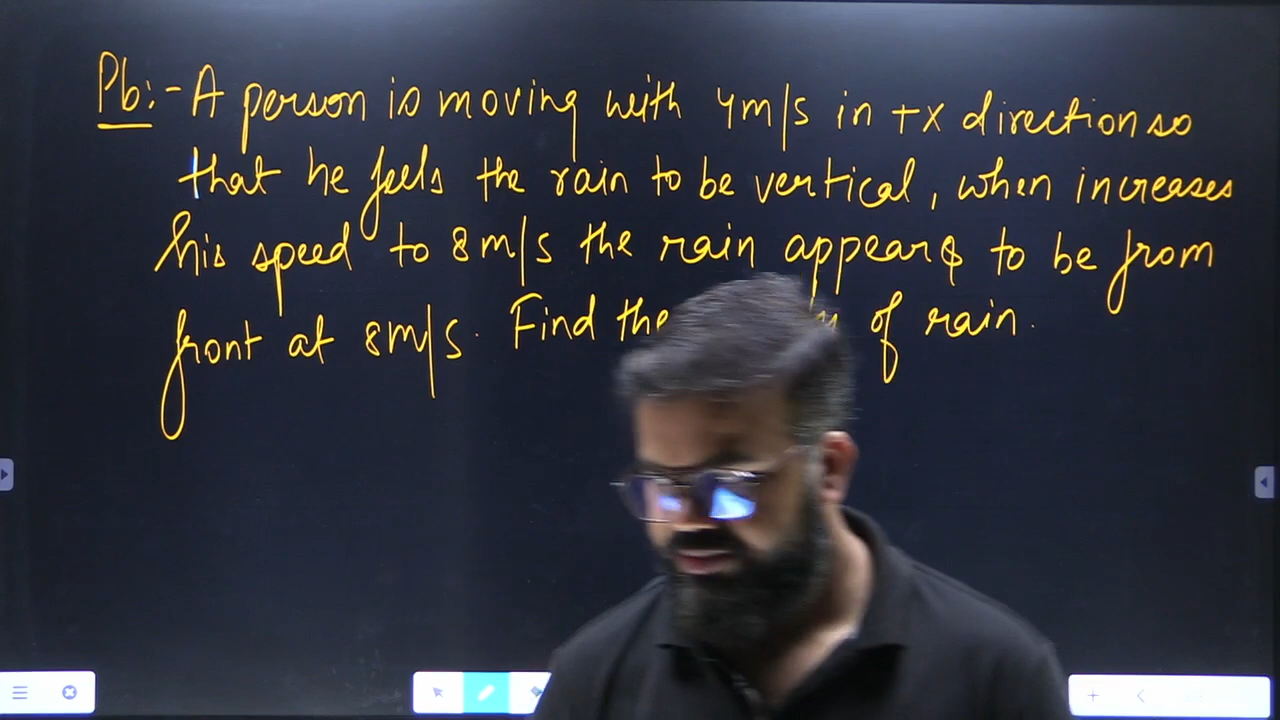 Pb:- A person is moving with 4m/s in +x direction so
that he feels the rain to be vertical, when increases
his speed to 8m/s the rain appears to be from
front at 8m/s. Find the of rain.